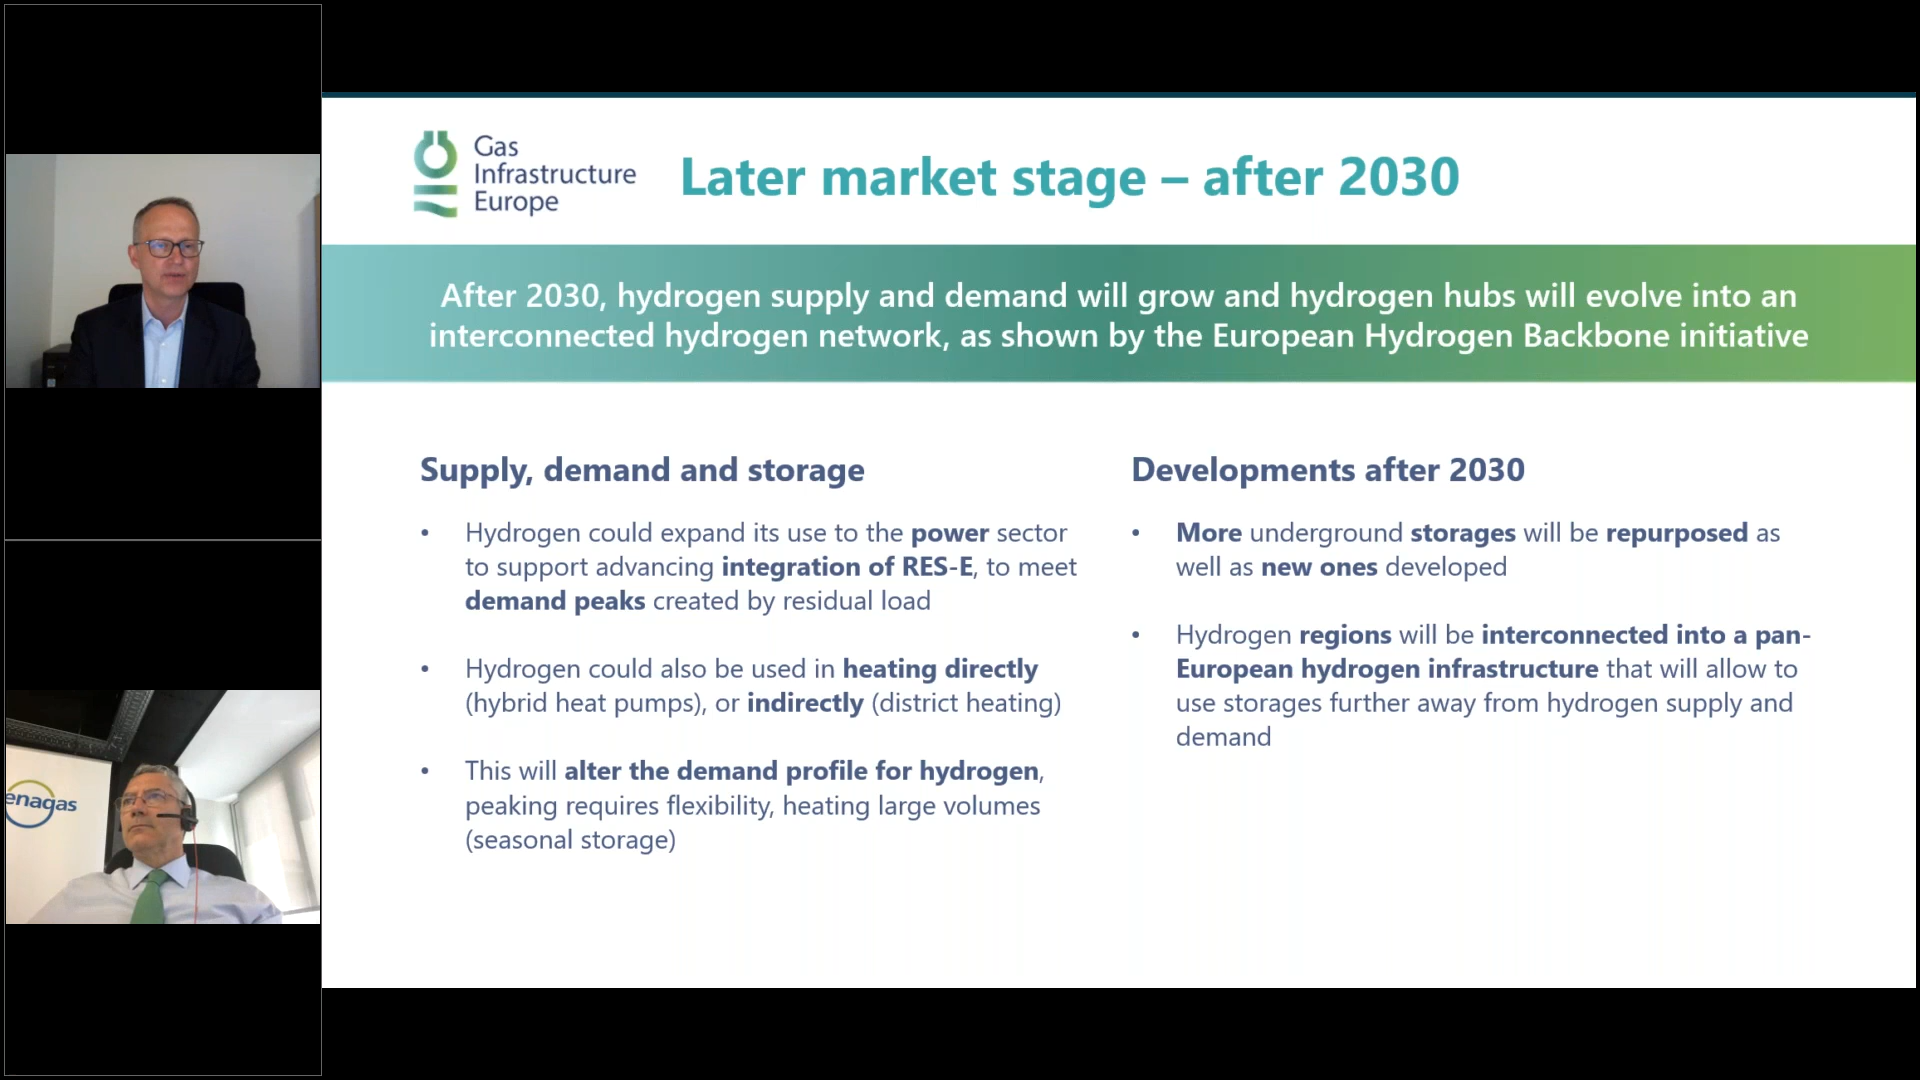 Gas
Infrastructure
Europe
Later market stage – after 2030
After 2030, hydrogen supply and demand will grow and hydrogen hubs will evolve into an
interconnected hydrogen network, as shown by the European Hydrogen Backbone initiative
Supply, demand and storage
• Hydrogen could expand its use to the power sector
to support advancing integration of RES-E, to meet
demand peaks created by residual load
• Hydrogen could also be used in heating directly
(hybrid heat pumps), or indirectly (district heating)
• This will alter the demand profile for hydrogen,
peaking requires flexibility, heating large volumes
(seasonal storage)
Developments after 2030
• More underground storages will be repurposed as
well as new ones developed
• Hydrogen regions will be interconnected into a pan-
European hydrogen infrastructure that will allow to
use storages further away from hydrogen supply and
demand
enagas